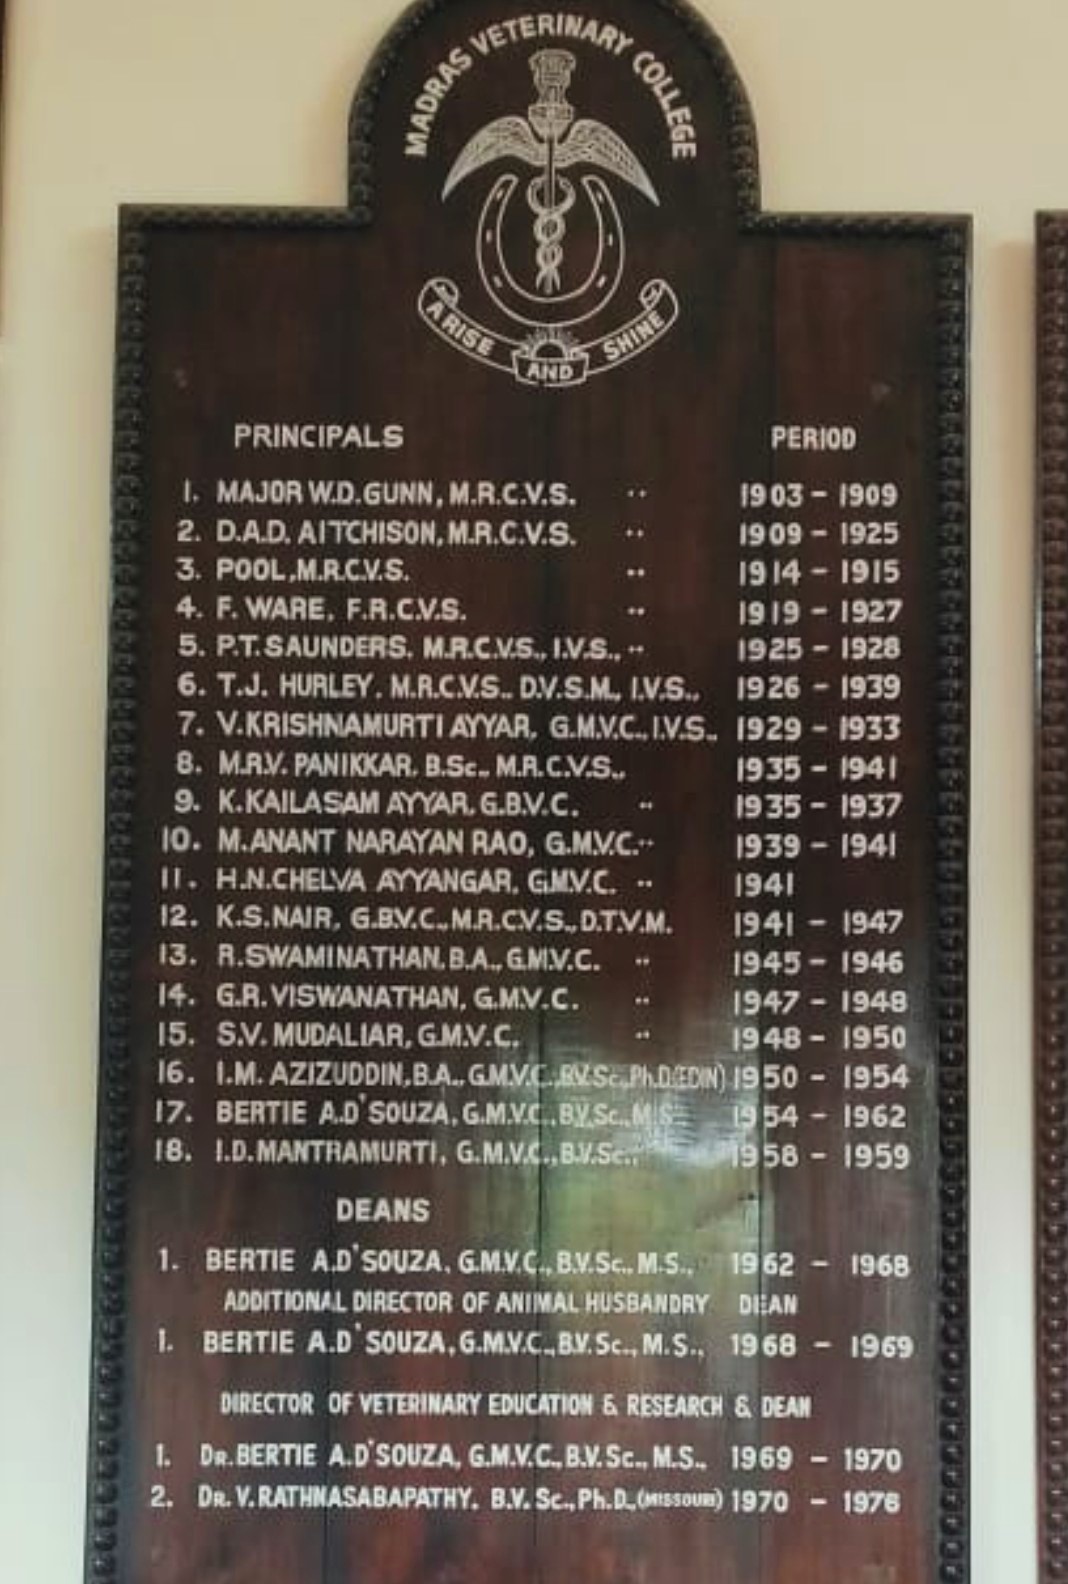 MADRAS VETERINARY COLLEGE
ARISE AND SHINE
PRINCIPALS PERIOD
1. MAJOR W.D. GUNN, M.R.C.V.S. .. 1903 - 1909
2. D.A.D. AITCHISON, M.R.C.V.S. .. 1909 - 1925
3. POOL, M.R.C.V.S. .. 1914 - 1915
4. F. WARE, F.R.C.V.S. .. 1919 - 1927
5. P.T. SAUNDERS, M.R.C.V.S., I.V.S., .. 1925 - 1928
6. T.J. HURLEY, M.R.C.V.S., D.V.S.M., I.V.S., 1926 - 1939
7. V. KRISHNAMURTI AYYAR, G.M.V.C., I.V.S., 1929 - 1933
8. M.R.V. PANIKKAR, B.Sc., M.R.C.V.S., 1935 - 1941
9. K. KAILASAM AYYAR, G.B.V.C. .. 1935 - 1937
10. M. ANANT NARAYAN RAO, G.M.V.C. .. 1939 - 1941
11. H.N. CHELVA AYYANGAR, G.M.V.C. .. 1941
12. K.S. NAIR, G.B.V.C., M.R.C.V.S., D.T.V.M. 1941 - 1947
13. R. SWAMINATHAN, B.A., G.M.V.C. .. 1945 - 1946
14. G.R. VISWANATHAN, G.M.V.C. .. 1947 - 1948
15. S.V. MUDALIAR, G.M.V.C. .. 1948 - 1950
16. I.M. AZIZUDDIN, B.A., G.M.V.C., B.V.Sc., Ph.D.(EDIN) 1950 - 1954
17. BERTIE A.D'SOUZA, G.M.V.C., B.V.Sc., M.S. 1954 - 1962
18. I.D. MANTRAMURTI, G.M.V.C., B.V.Sc., 1958 - 1959
DEANS
1. BERTIE A.D'SOUZA, G.M.V.C., B.V.Sc., M.S., 1962 - 1968
ADDITIONAL DIRECTOR OF ANIMAL HUSBANDRY DEAN
1. BERTIE A.D'SOUZA, G.M.V.C., B.V.Sc., M.S., 1968 - 1969
DIRECTOR OF VETERINARY EDUCATION & RESEARCH & DEAN
1. DR. BERTIE A.D'SOUZA, G.M.V.C., B.V.Sc., M.S., 1969 - 1970
2. DR. V. RATHNASABAPATHY, B.V.Sc., Ph.D., (MISSOURI) 1970 - 1976